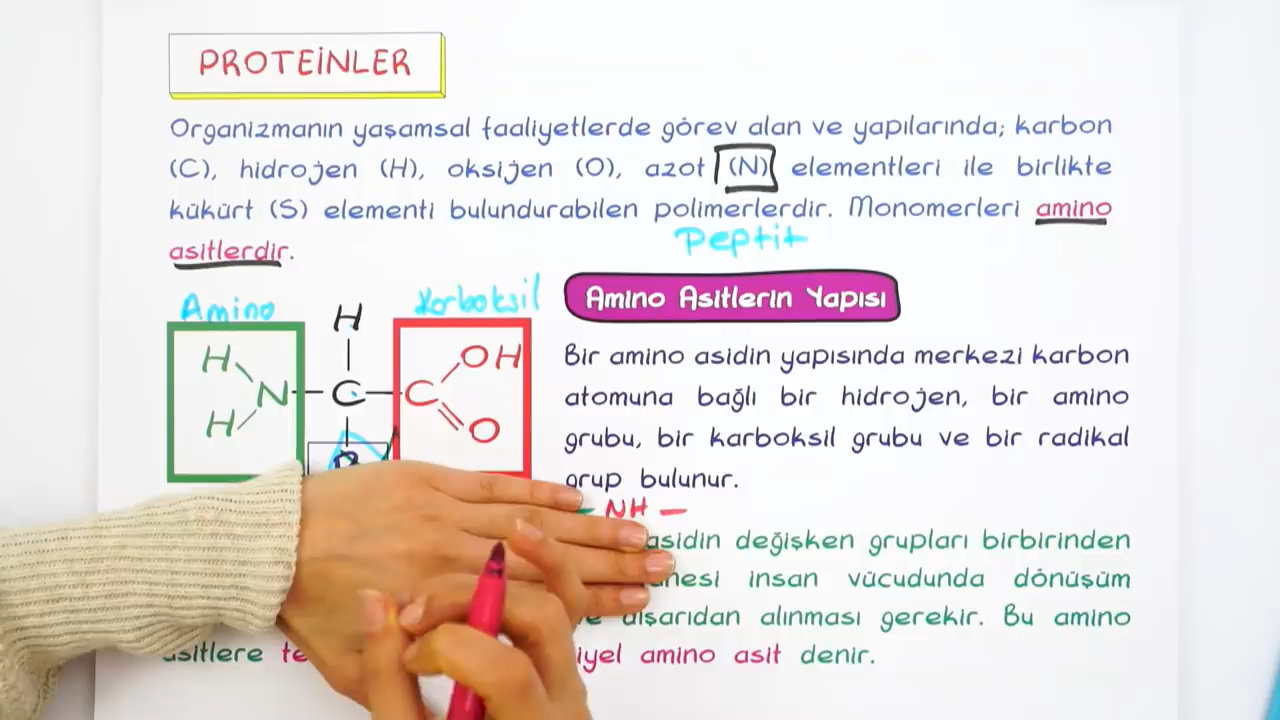 PROTEİNLER
Organizmanın yaşamsal faaliyetlerde görev alan ve yapılarında; karbon
(C), hidrojen (H), oksijen (O), azot (N) elementleri ile birlikte
kükürt (S) elementi bulundurabilen polimerlerdir. Monomerleri amino
asitlerdir.
Peptit
Amino
Karboksil
H
H
N
H
C
R
C
OH
O
Amino Asitlerin Yapısı
Bir amino asidin yapısında merkezi karbon
atomuna bağlı bir hidrojen, bir amino
grubu, bir karboksil grubu ve bir radikal
grup bulunur.
- NH -
asidin değişken grupları birbirinden
insan vücudunda dönüşüm
dışarıdan alınması gerekir. Bu amino
asitlere amino asit denir.